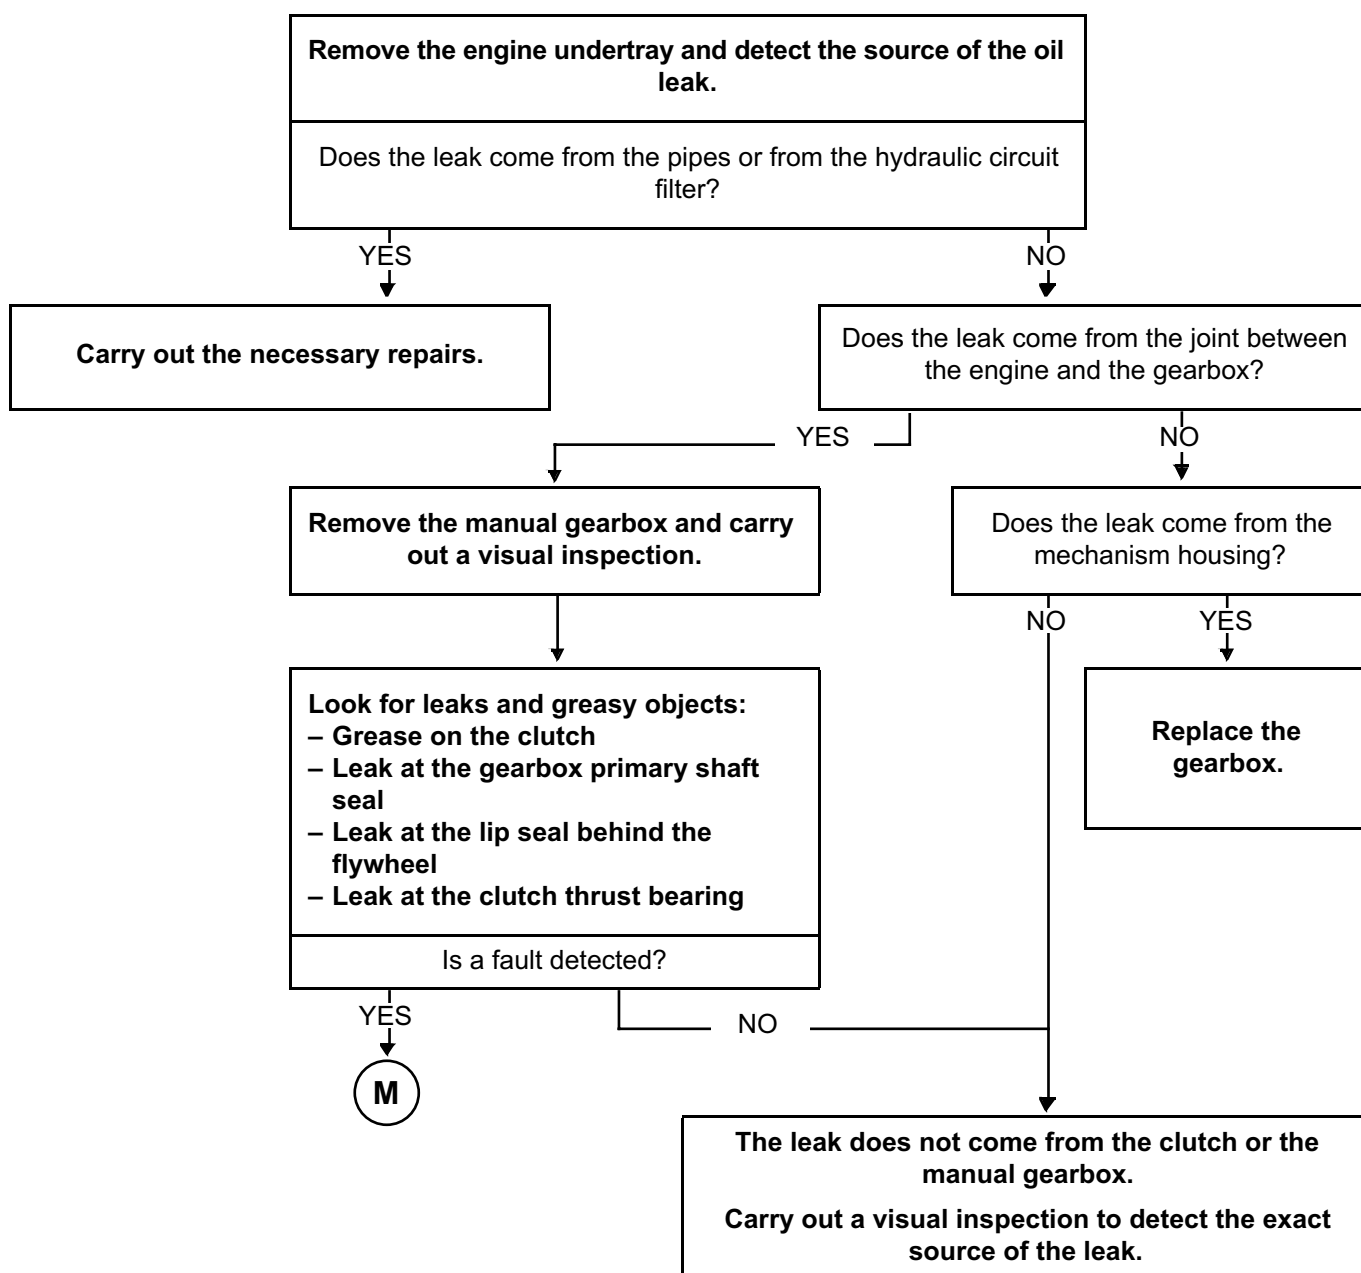 Remove the engine undertray and detect the source of the oil
leak.
Does the leak come from the pipes or from the hydraulic circuit
filter?
YES
NO
Carry out the necessary repairs.
Does the leak come from the joint between
the engine and the gearbox?
YES
NO
Remove the manual gearbox and carry
out a visual inspection.
Does the leak come from the
mechanism housing?
NO
YES
Look for leaks and greasy objects:
– Grease on the clutch
– Leak at the gearbox primary shaft
seal
– Leak at the lip seal behind the
flywheel
– Leak at the clutch thrust bearing
Replace the
gearbox.
Is a fault detected?
YES
NO
M
The leak does not come from the clutch or the
manual gearbox.
Carry out a visual inspection to detect the exact
source of the leak.